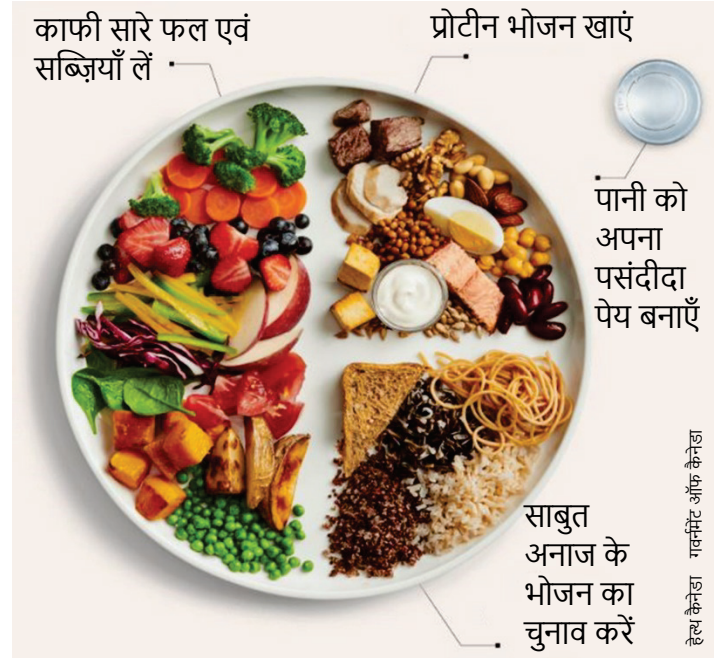 काफी सारे फल एवं
सब्ज़ियाँ लें
प्रोटीन भोजन खाएं
पानी को
अपना
पसंदीदा
पेय बनाएँ
साबुत
अनाज के
भोजन का
चुनाव करें
हेल्थ कैनेडा गवर्नमेंट ऑफ कैनेडा